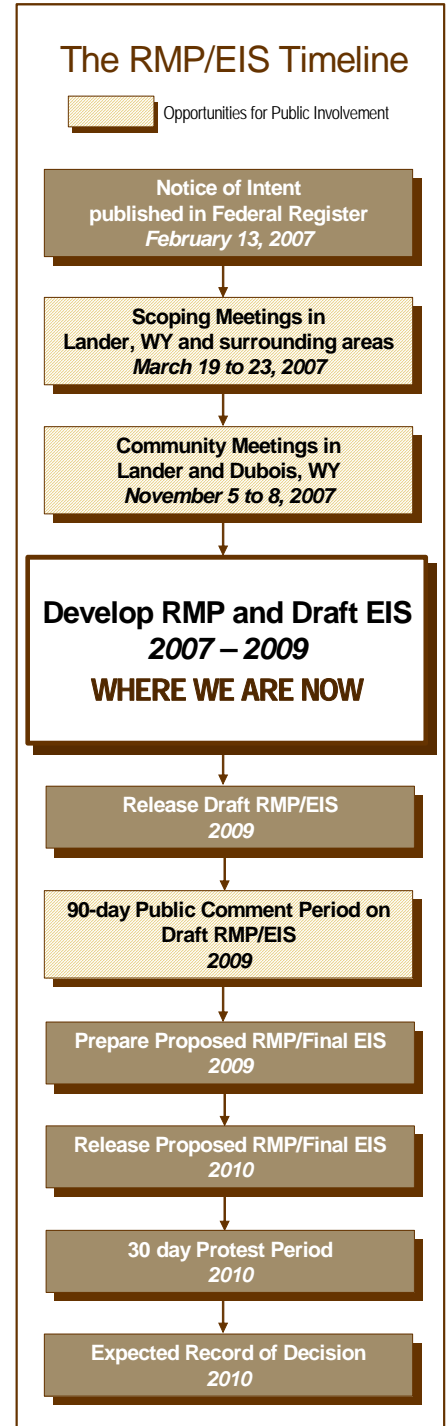 The RMP/EIS Timeline
Opportunities for Public Involvement
Notice of Intent
published in Federal Register
February 13, 2007
Scoping Meetings in
Lander, WY and surrounding areas
March 19 to 23, 2007
Community Meetings in
Lander and Dubois, WY
November 5 to 8, 2007
Develop RMP and Draft EIS
2007 – 2009
WHERE WE ARE NOW
Release Draft RMP/EIS
2009
90-day Public Comment Period on
Draft RMP/EIS
2009
Prepare Proposed RMP/Final EIS
2009
Release Proposed RMP/Final EIS
2010
30 day Protest Period
2010
Expected Record of Decision
2010